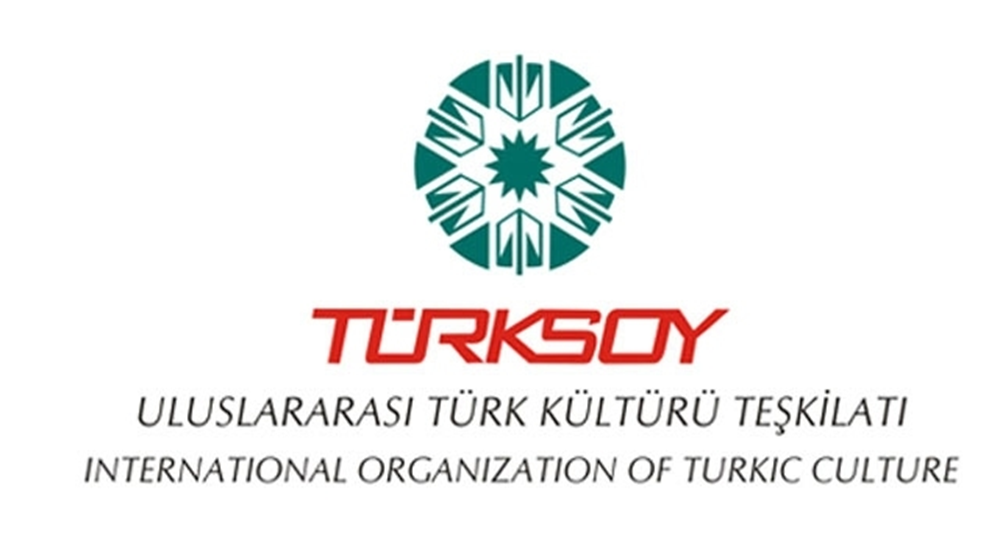 TÜRKSOY
ULUSLARARASI TÜRK KÜLTÜRÜ TEŞKİLATI
INTERNATIONAL ORGANIZATION OF TURKIC CULTURE